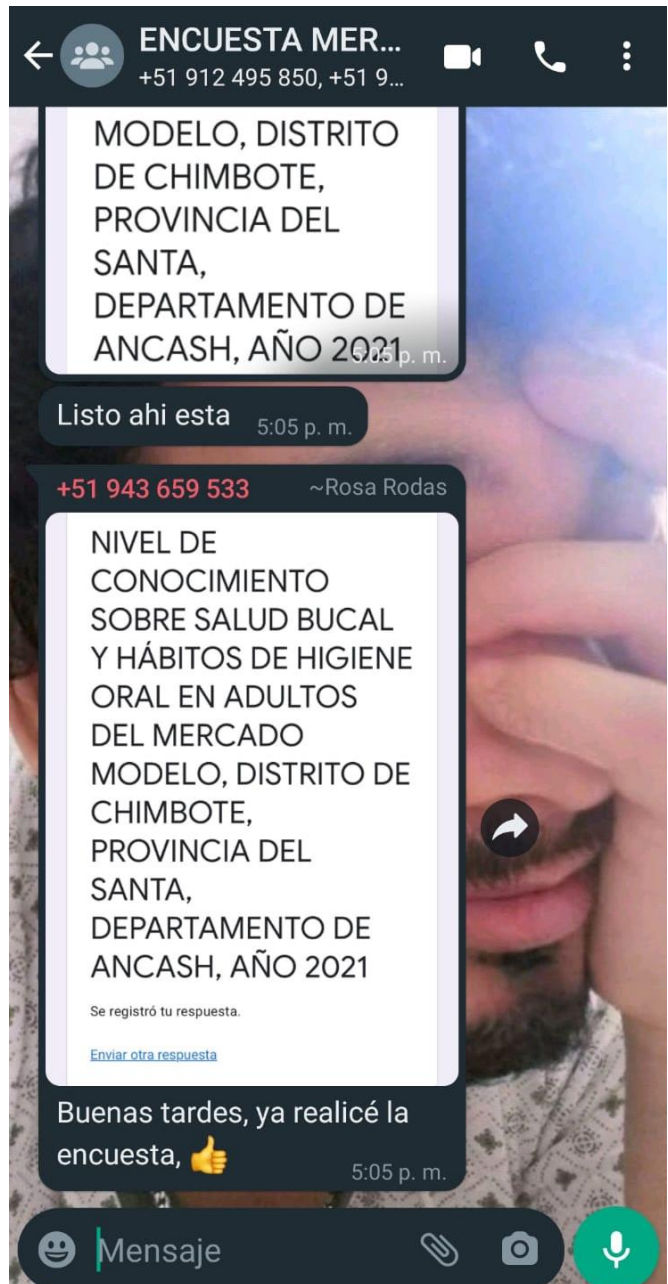 ENCUESTA MER...
+51 912 495 850, +51 9...
MODELO, DISTRITO
DE CHIMBOTE,
PROVINCIA DEL
SANTA,
DEPARTAMENTO DE
ANCASH, AÑO 2021
5:05 p. m.
Listo ahi esta 5:05 p. m.
+51 943 659 533 ~Rosa Rodas
NIVEL DE
CONOCIMIENTO
SOBRE SALUD BUCAL
Y HÁBITOS DE HIGIENE
ORAL EN ADULTOS
DEL MERCADO
MODELO, DISTRITO DE
CHIMBOTE,
PROVINCIA DEL
SANTA,
DEPARTAMENTO DE
ANCASH, AÑO 2021
Se registró tu respuesta.
Enviar otra respuesta
Buenas tardes, ya realicé la
encuesta, 👍
5:05 p. m.
Mensaje